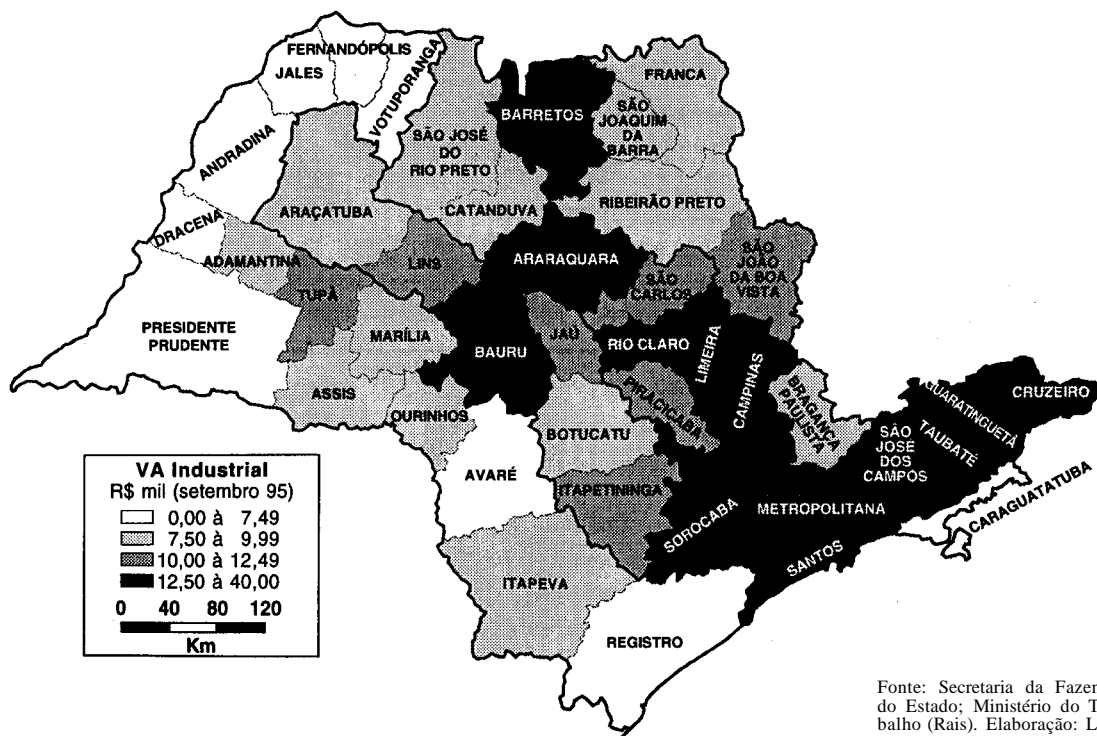 FERNANDÓPOLIS
JALES
VOTUPORANGA
ANDRADINA
DRACENA
SÃO JOSÉ
DO
RIO PRETO
BARRETOS
FRANCA
SÃO
JOAQUIM
DA
BARRA
ARAÇATUBA
CATANDUVA
RIBEIRÃO PRETO
ADAMANTINA
TUPÃ
LINS
ARARAQUARA
SÃO
CARLOS
SÃO
JOÃO
DA BOA
VISTA
PRESIDENTE
PRUDENTE
MARÍLIA
BAURU
JAÚ
RIO CLARO
LIMEIRA
CAMPINAS
PIRACICABA
BRAGANÇA
PAULISTA
ASSIS
OURINHOS
BOTUCATU
AVARÉ
ITAPETININGA
SOROCABA
METROPOLITANA
SANTOS
SÃO
JOSÉ
DOS
CAMPOS
TAUBATÉ
GUARATINGUETÁ
CRUZEIRO
CARAGUATATUBA
ITAPEVA
REGISTRO
VA Industrial
R$ mil (setembro 95)
0,00 à 7,49
7,50 à 9,99
10,00 à 12,49
12,50 à 40,00
0 40 80 120
Km
Fonte: Secretaria da Fazen
do Estado; Ministério do T
balho (Rais). Elaboração: L